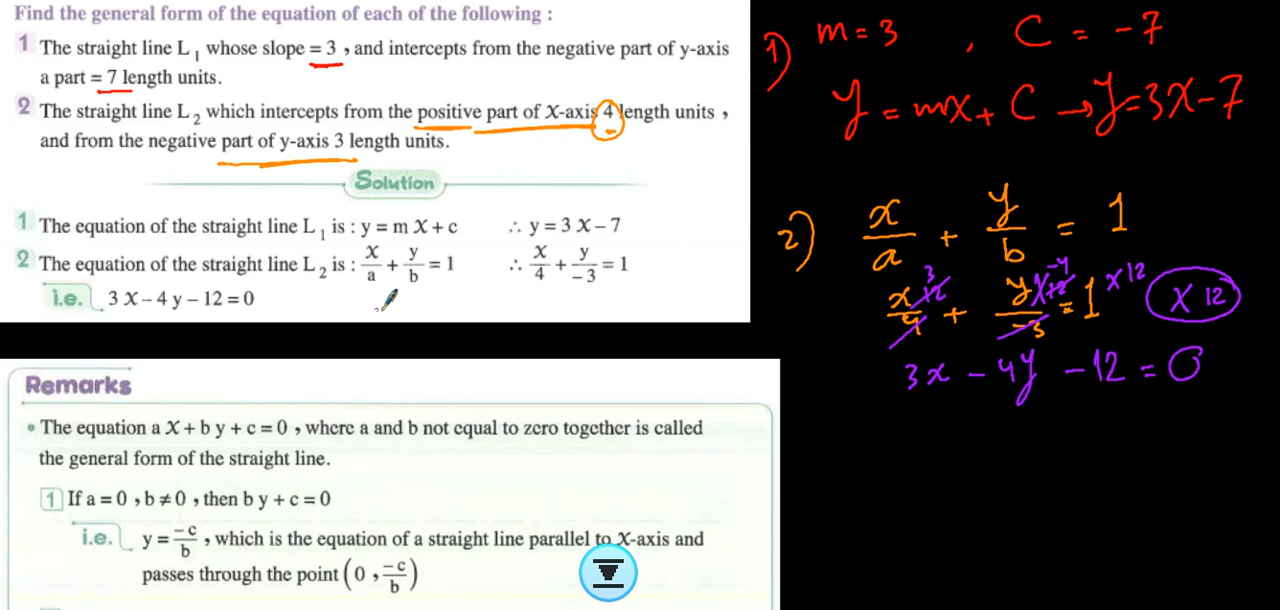 Find the general form of the equation of each of the following :
1 The straight line L₁ whose slope = 3 , and intercepts from the negative part of y-axis
a part = 7 length units.
2 The straight line L₂ which intercepts from the positive part of X-axis 4 length units ,
and from the negative part of y-axis 3 length units.
Solution
1 The equation of the straight line L₁ is : y = m X + c ∴ y = 3 X – 7
2 The equation of the straight line L₂ is : X/a + y/b = 1 ∴ X/4 + y/–3 = 1
i.e. 3 X – 4 y – 12 = 0
Remarks
• The equation a X + b y + c = 0 , where a and b not equal to zero together is called
the general form of the straight line.
1 If a = 0 , b ≠ 0 , then b y + c = 0
i.e. y = –c/b , which is the equation of a straight line parallel to X-axis and
passes through the point (0 , –c/b)
1) m = 3 , C = -7
y = mx + C → y = 3x - 7
2) x/a + y/b = 1
x/4 + y/-3 = 1 x12 x 12
3x - 4y - 12 = 0